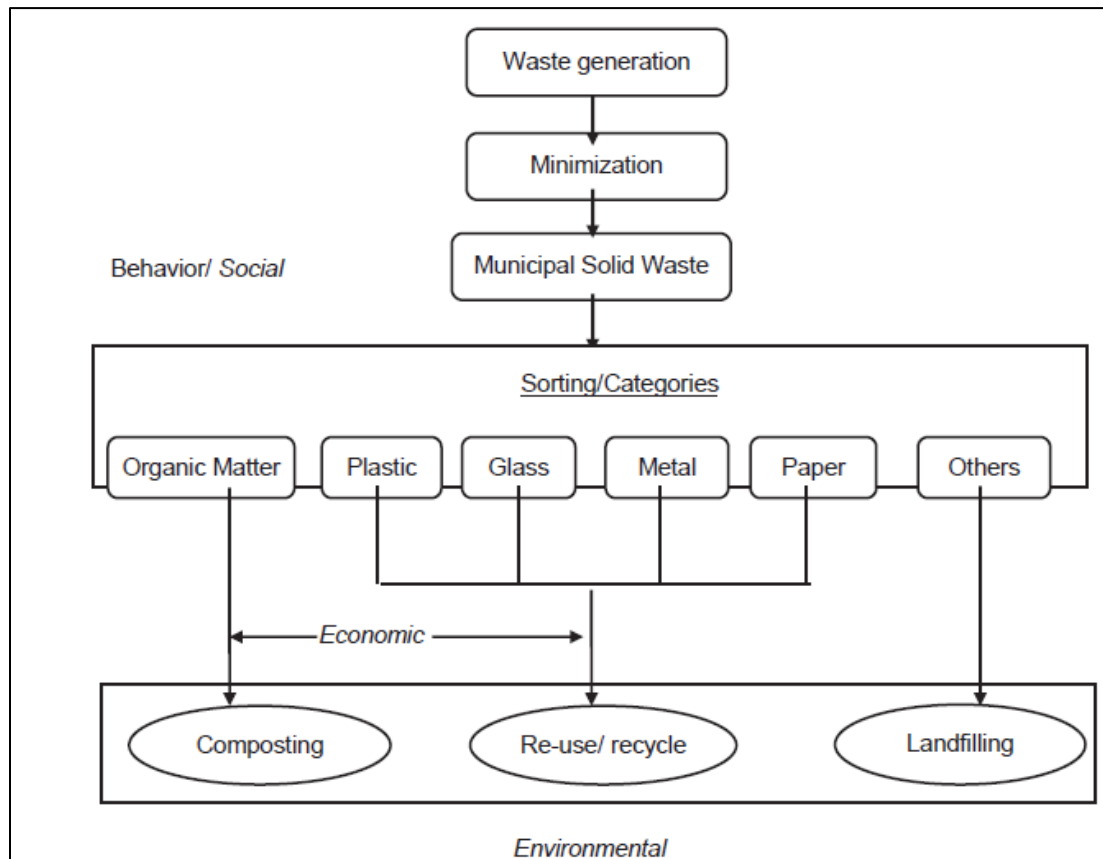 Waste generation
Minimization
Behavior/ Social
Municipal Solid Waste
Sorting/Categories
Organic Matter
Plastic
Glass
Metal
Paper
Others
Economic
Composting
Re-use/ recycle
Landfilling
Environmental